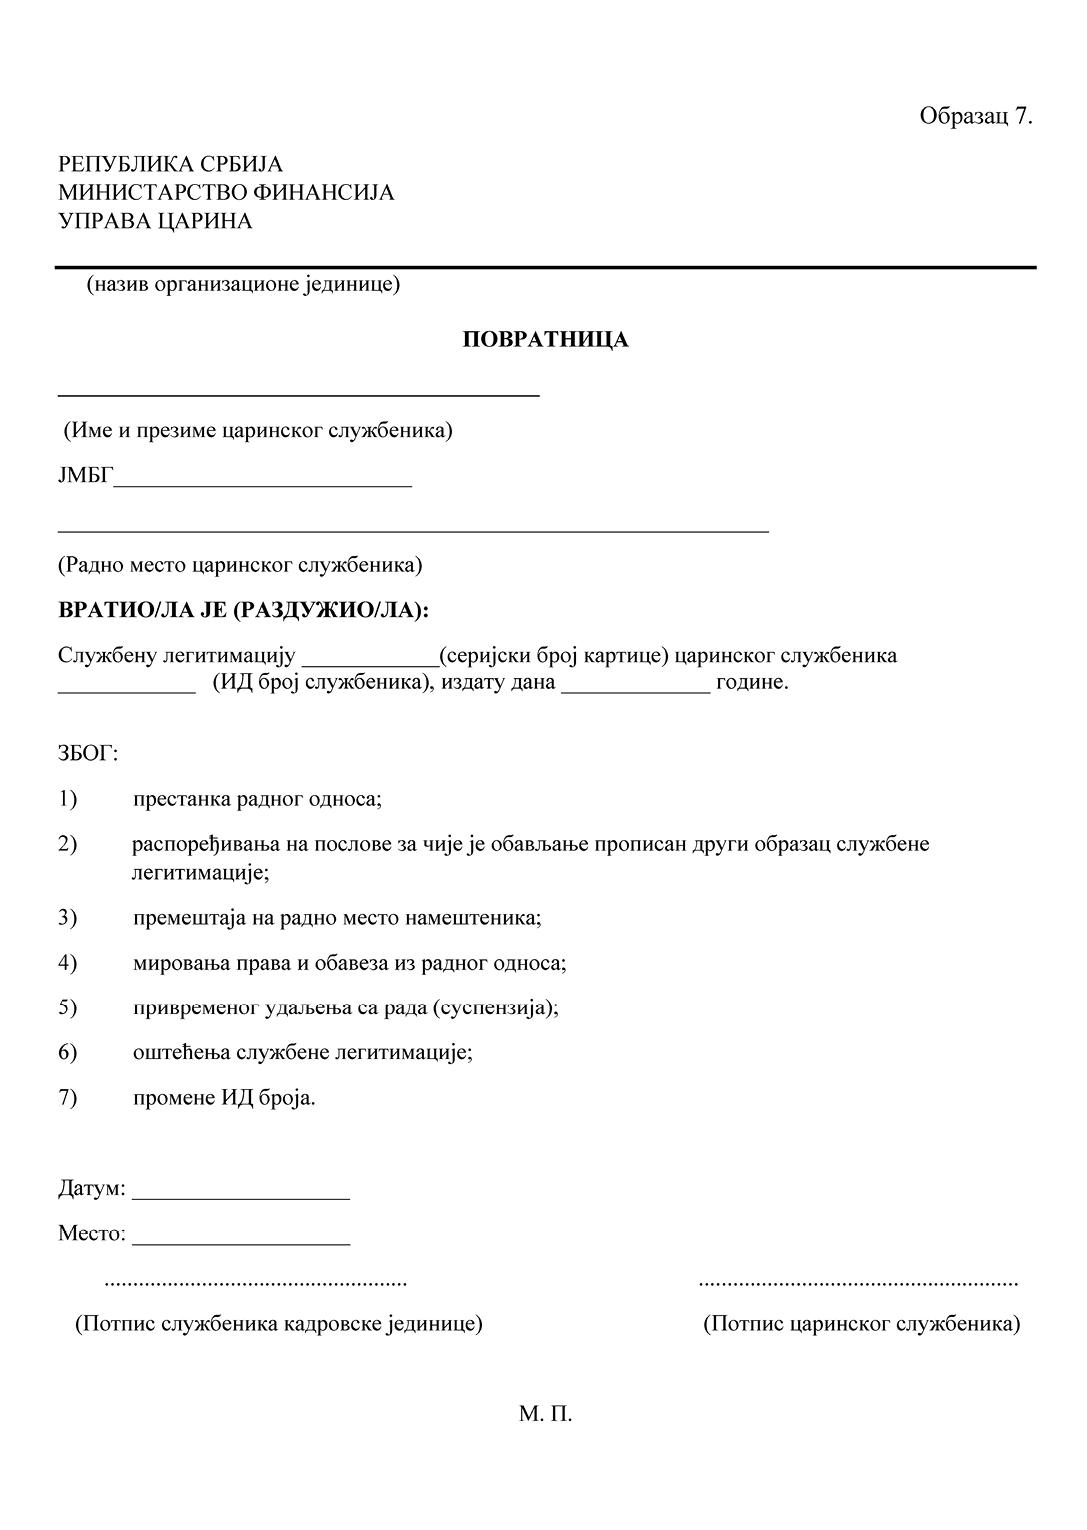 Образац 7.
РЕПУБЛИКА СРБИЈА
МИНИСТАРСТВО ФИНАНСИЈА
УПРАВА ЦАРИНА
(назив организационе јединице)
ПОВРАТНИЦА
________________________________________
(Име и презиме царинског службеника)
ЈМБГ__________________________
______________________________________________________________
(Радно место царинског службеника)
ВРАТИО/ЛА ЈЕ (РАЗДУЖИО/ЛА):
Службену легитимацију ____________(серијски број картице) царинског службеника
____________ (ИД број службеника), издату дана _____________ године.
ЗБОГ:
1) престанка радног односа;
2) распоређивања на послове за чије је обављање прописан други образац службене
легитимације;
3) премештаја на радно место намештеника;
4) мировања права и обавеза из радног односа;
5) привременог удаљења са рада (суспензија);
6) оштећења службене легитимације;
7) промене ИД броја.
Датум: ___________________
Место: ___________________
..................................................... ........................................................
(Потпис службеника кадровске јединице) (Потпис царинског службеника)
М. П.